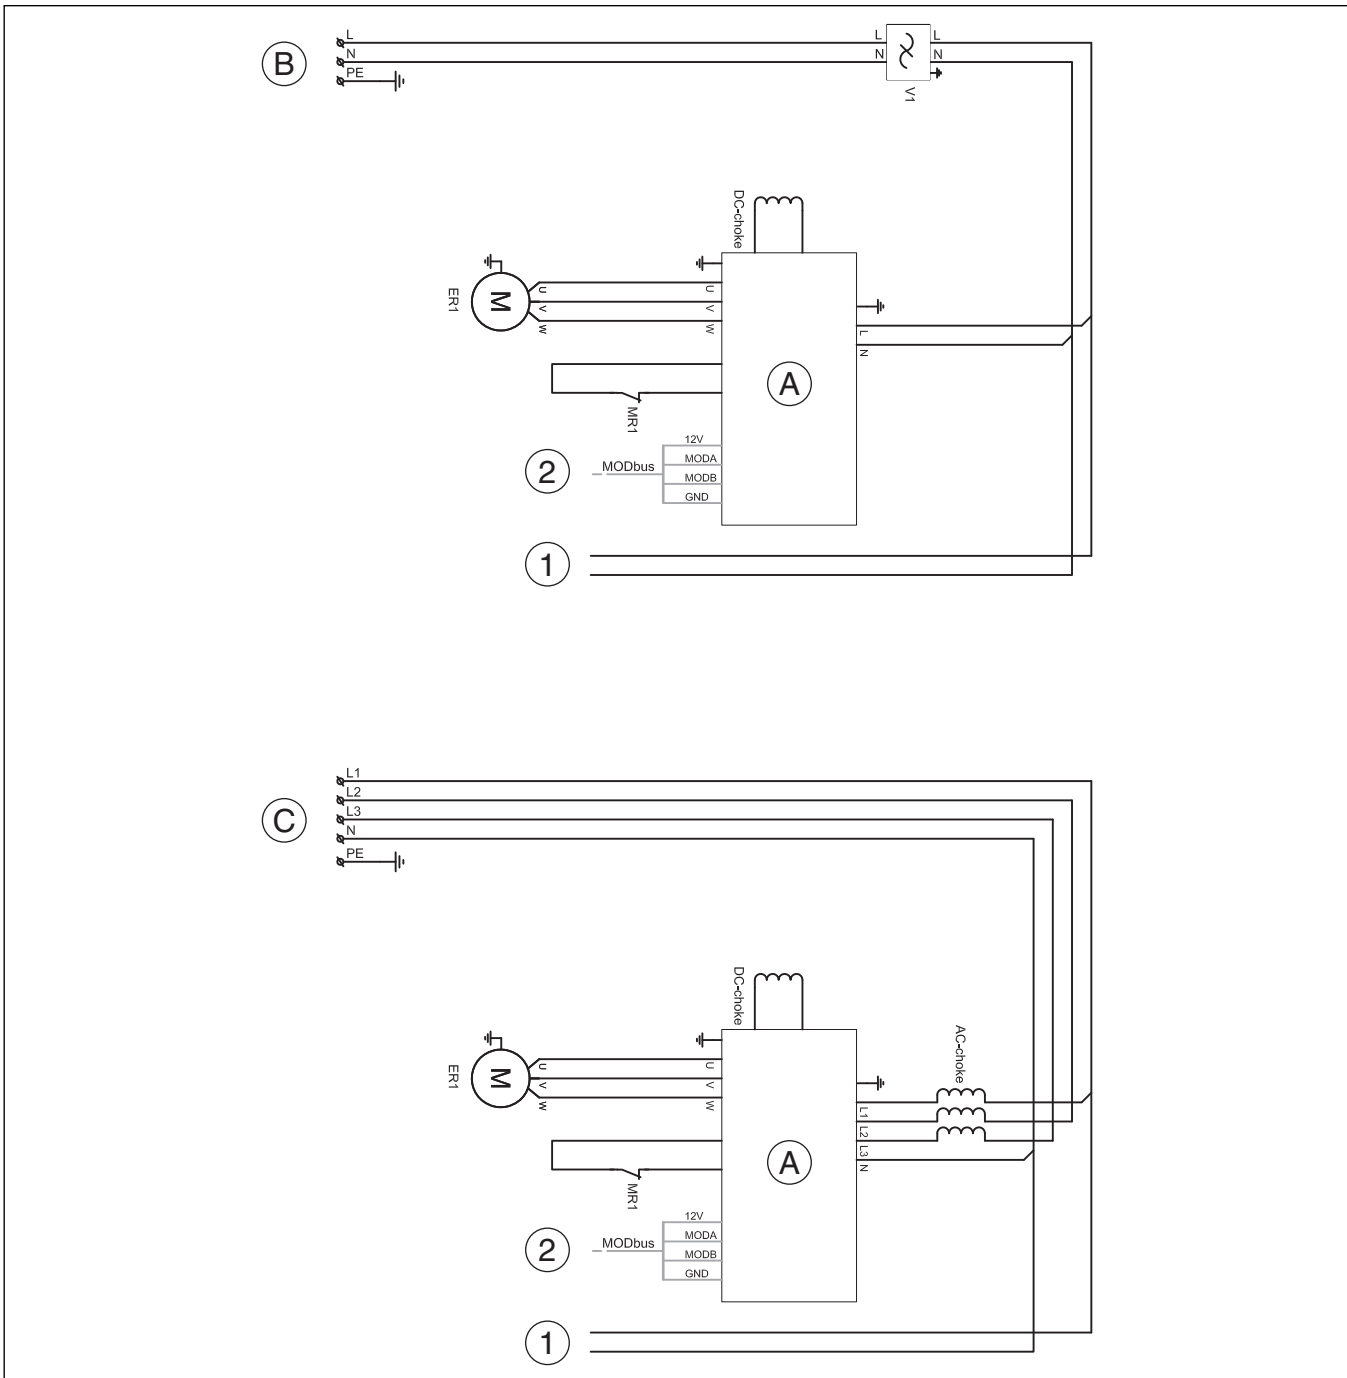 L
N
PE
B
L
N
L
N
V1
DC-choke
ER1
M
U
V
W
U
V
W
L
N
A
MR1
12V
MODA
MODB
GND
MODbus
2
1
L1
L2
L3
N
PE
C
DC-choke
AC-choke
ER1
M
U
V
W
U
V
W
L1
L2
L3
N
A
MR1
12V
MODA
MODB
GND
MODbus
2
1